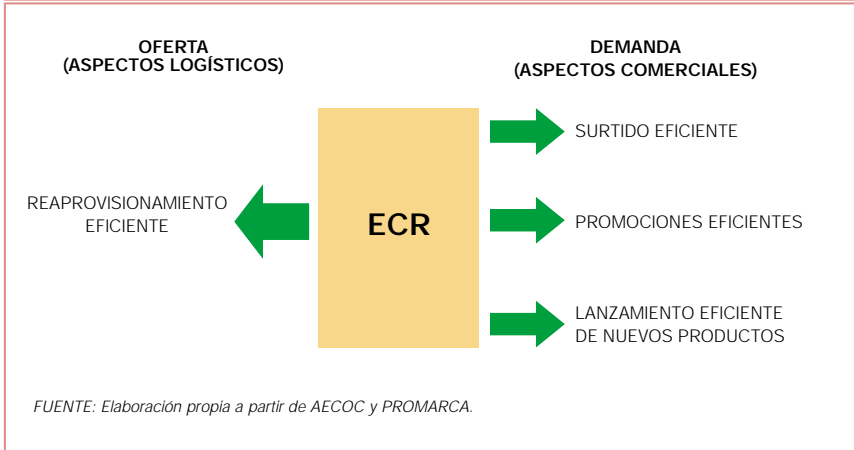 OFERTA
(ASPECTOS LOGÍSTICOS)
DEMANDA
(ASPECTOS COMERCIALES)
REAPROVISIONAMIENTO
EFICIENTE
ECR
SURTIDO EFICIENTE
PROMOCIONES EFICIENTES
LANZAMIENTO EFICIENTE
DE NUEVOS PRODUCTOS
FUENTE: Elaboración propia a partir de AECOC y PROMARCA.